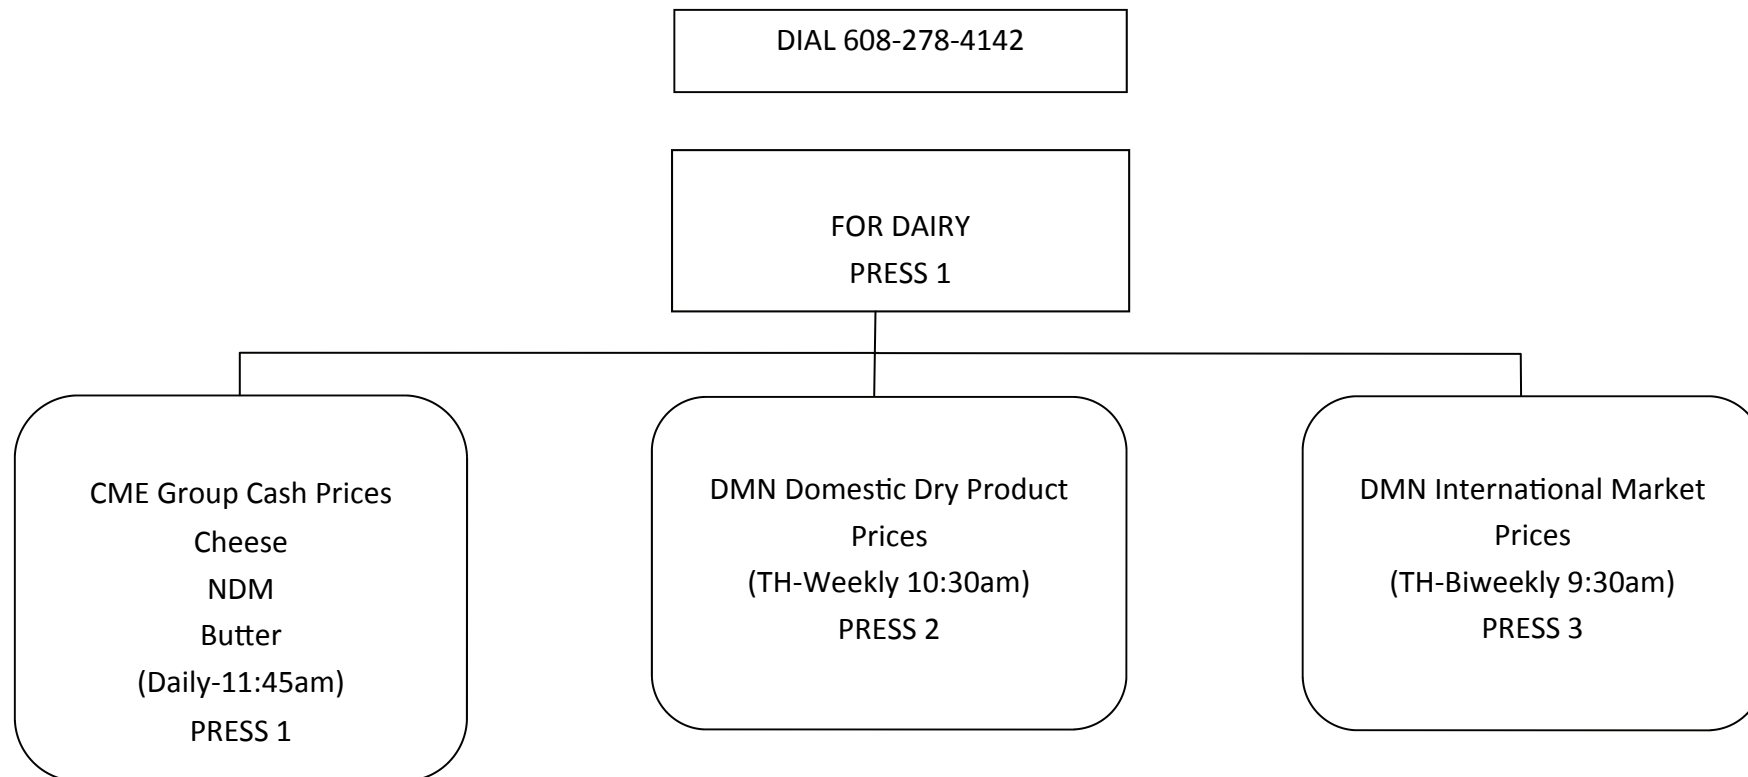 DIAL 608-278-4142
FOR DAIRY
PRESS 1
CME Group Cash Prices
Cheese
NDM
Butter
(Daily-11:45am)
PRESS 1
DMN Domestic Dry Product
Prices
(TH-Weekly 10:30am)
PRESS 2
DMN International Market
Prices
(TH-Biweekly 9:30am)
PRESS 3